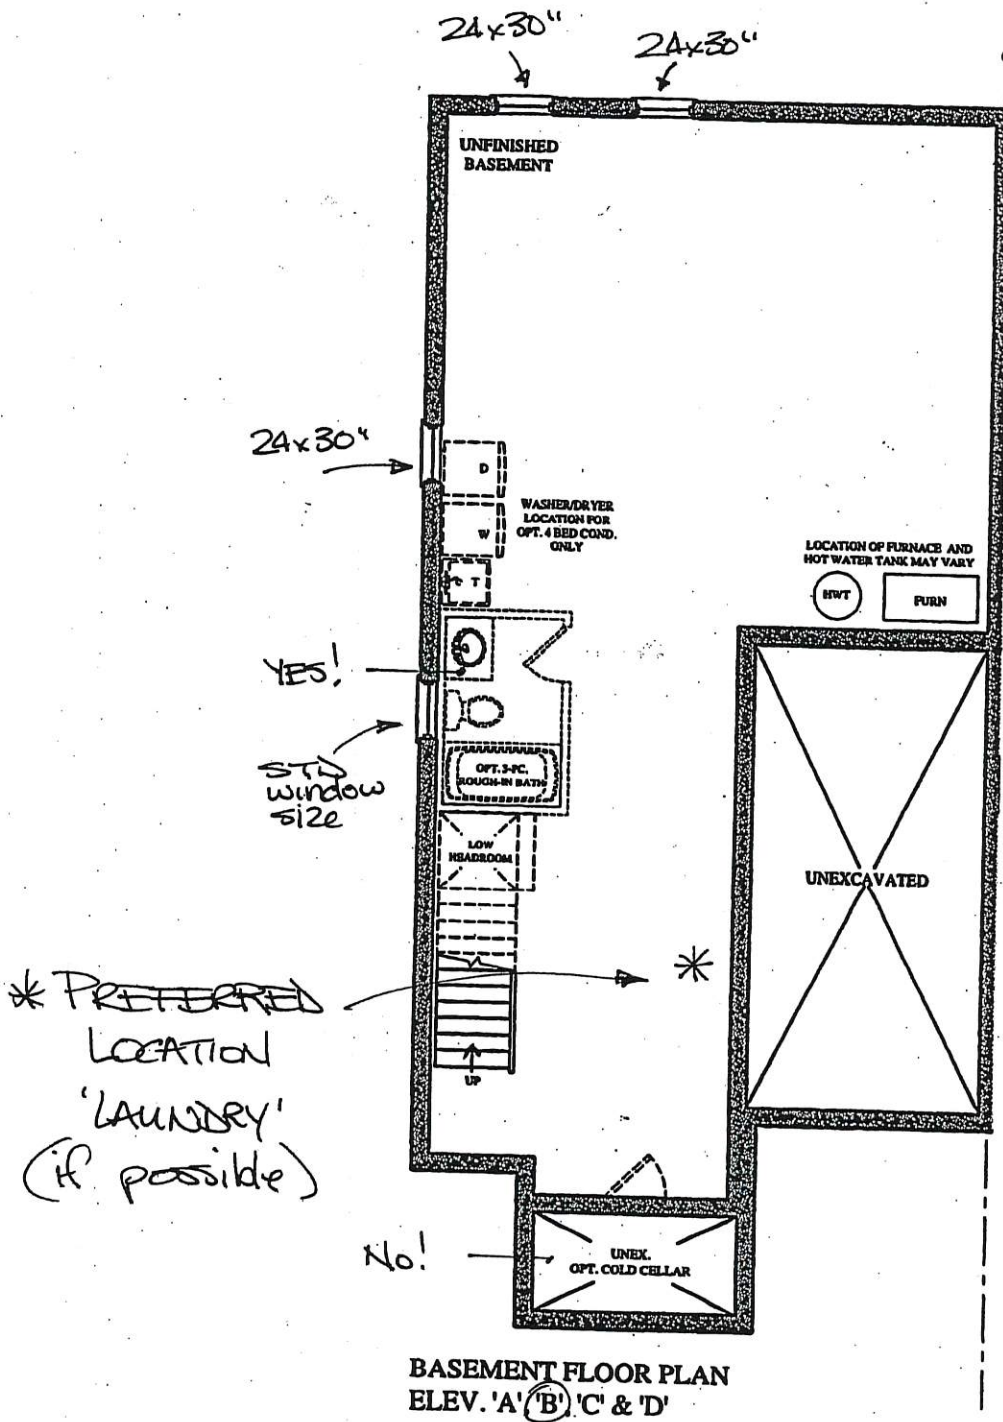 24x30"
24x30"
UNFINISHED
BASEMENT
24x30"
D
WASHER/DRYER
LOCATION FOR
OPT. 4 BED COND.
ONLY
W
T
LOCATION OF FURNACE AND
HOT WATER TANK MAY VARY
HWT
FURN
YES!
STD
window
size
OPT. 3-PC.
ROUGH-IN BATH
LOW
HEADROOM
UNEXCAVATED
* PREFERRED
LOCATION
'LAUNDRY'
(if possible)
*
UP
No!
UNEX.
OPT. COLD CELLAR
BASEMENT FLOOR PLAN
ELEV. 'A' 'B' 'C' & 'D'